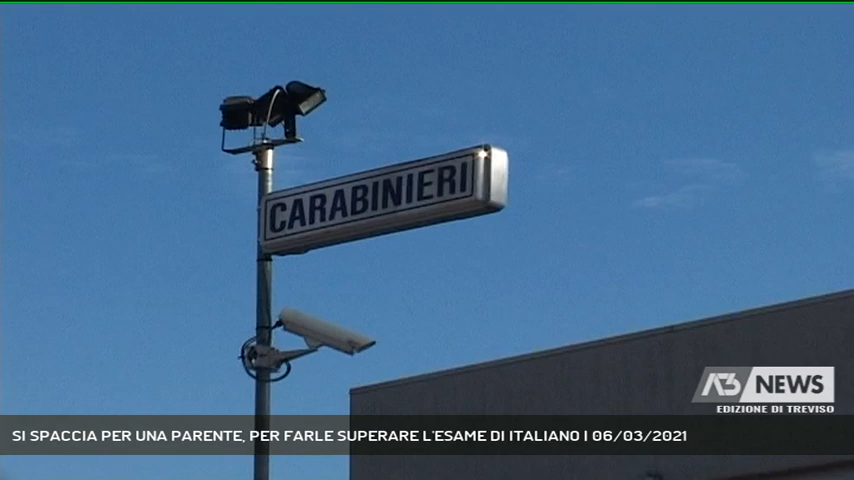 CARABINIERI
A3 NEWS
EDIZIONE DI TREVISO
SI SPACCIA PER UNA PARENTE, PER FARLE SUPERARE L'ESAME DI ITALIANO | 06/03/2021